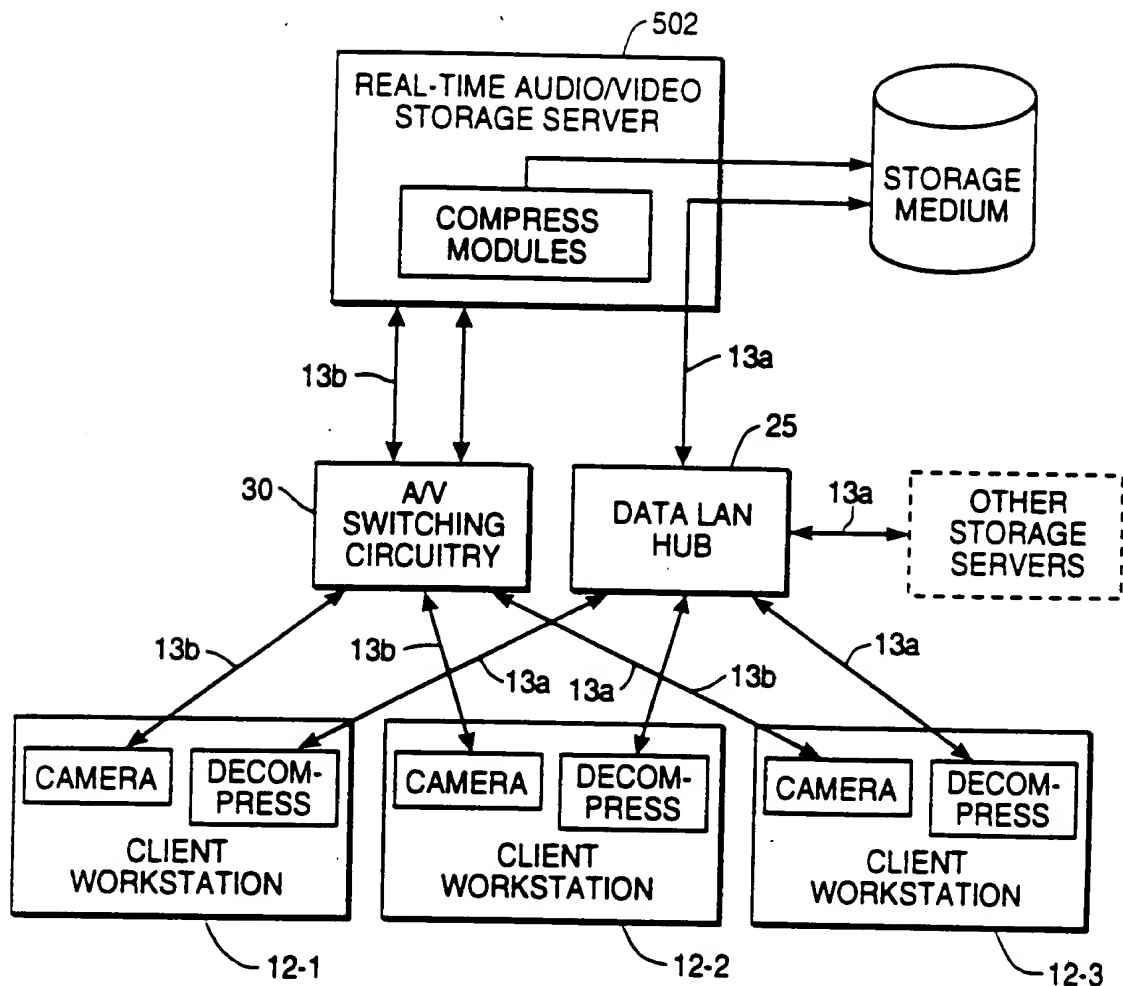 502
REAL-TIME AUDIO/VIDEO
STORAGE SERVER
COMPRESS
MODULES
STORAGE
MEDIUM
13b
13a
25
30
A/V
SWITCHING
CIRCUITRY
DATA LAN
HUB
13a
OTHER
STORAGE
SERVERS
13b
13b
13a
13a
13b
13a
CAMERA
DECOM-
PRESS
CLIENT
WORKSTATION
CAMERA
DECOM-
PRESS
CLIENT
WORKSTATION
CAMERA
DECOM-
PRESS
CLIENT
WORKSTATION
12-1
12-2
12-3